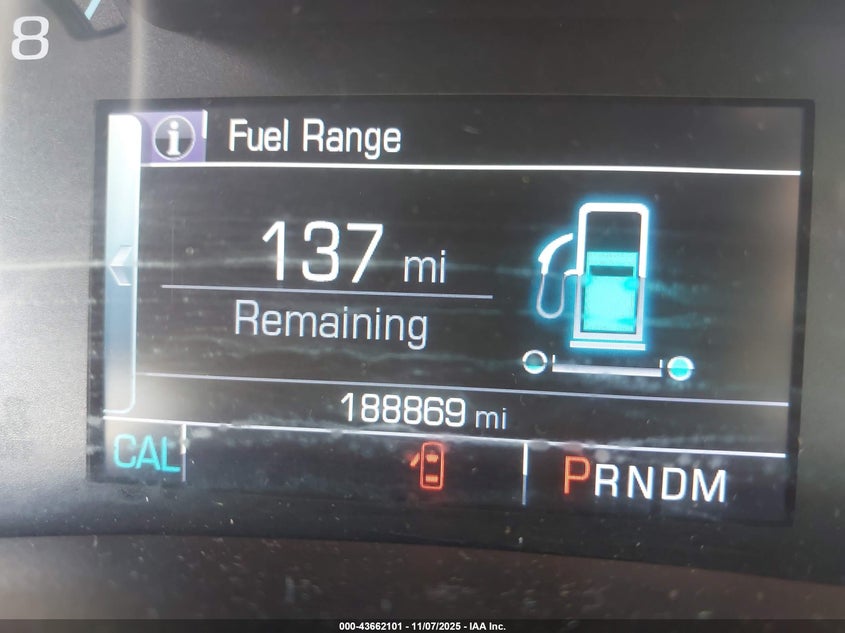 8
i Fuel Range
137 mi
Remaining
188869 mi
CAL PRNDM
000-43662101 - 11/07/2025 - IAA Inc.